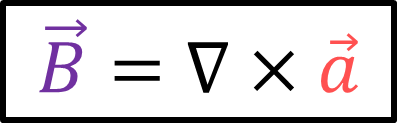 B⃗ = ∇ × a⃗